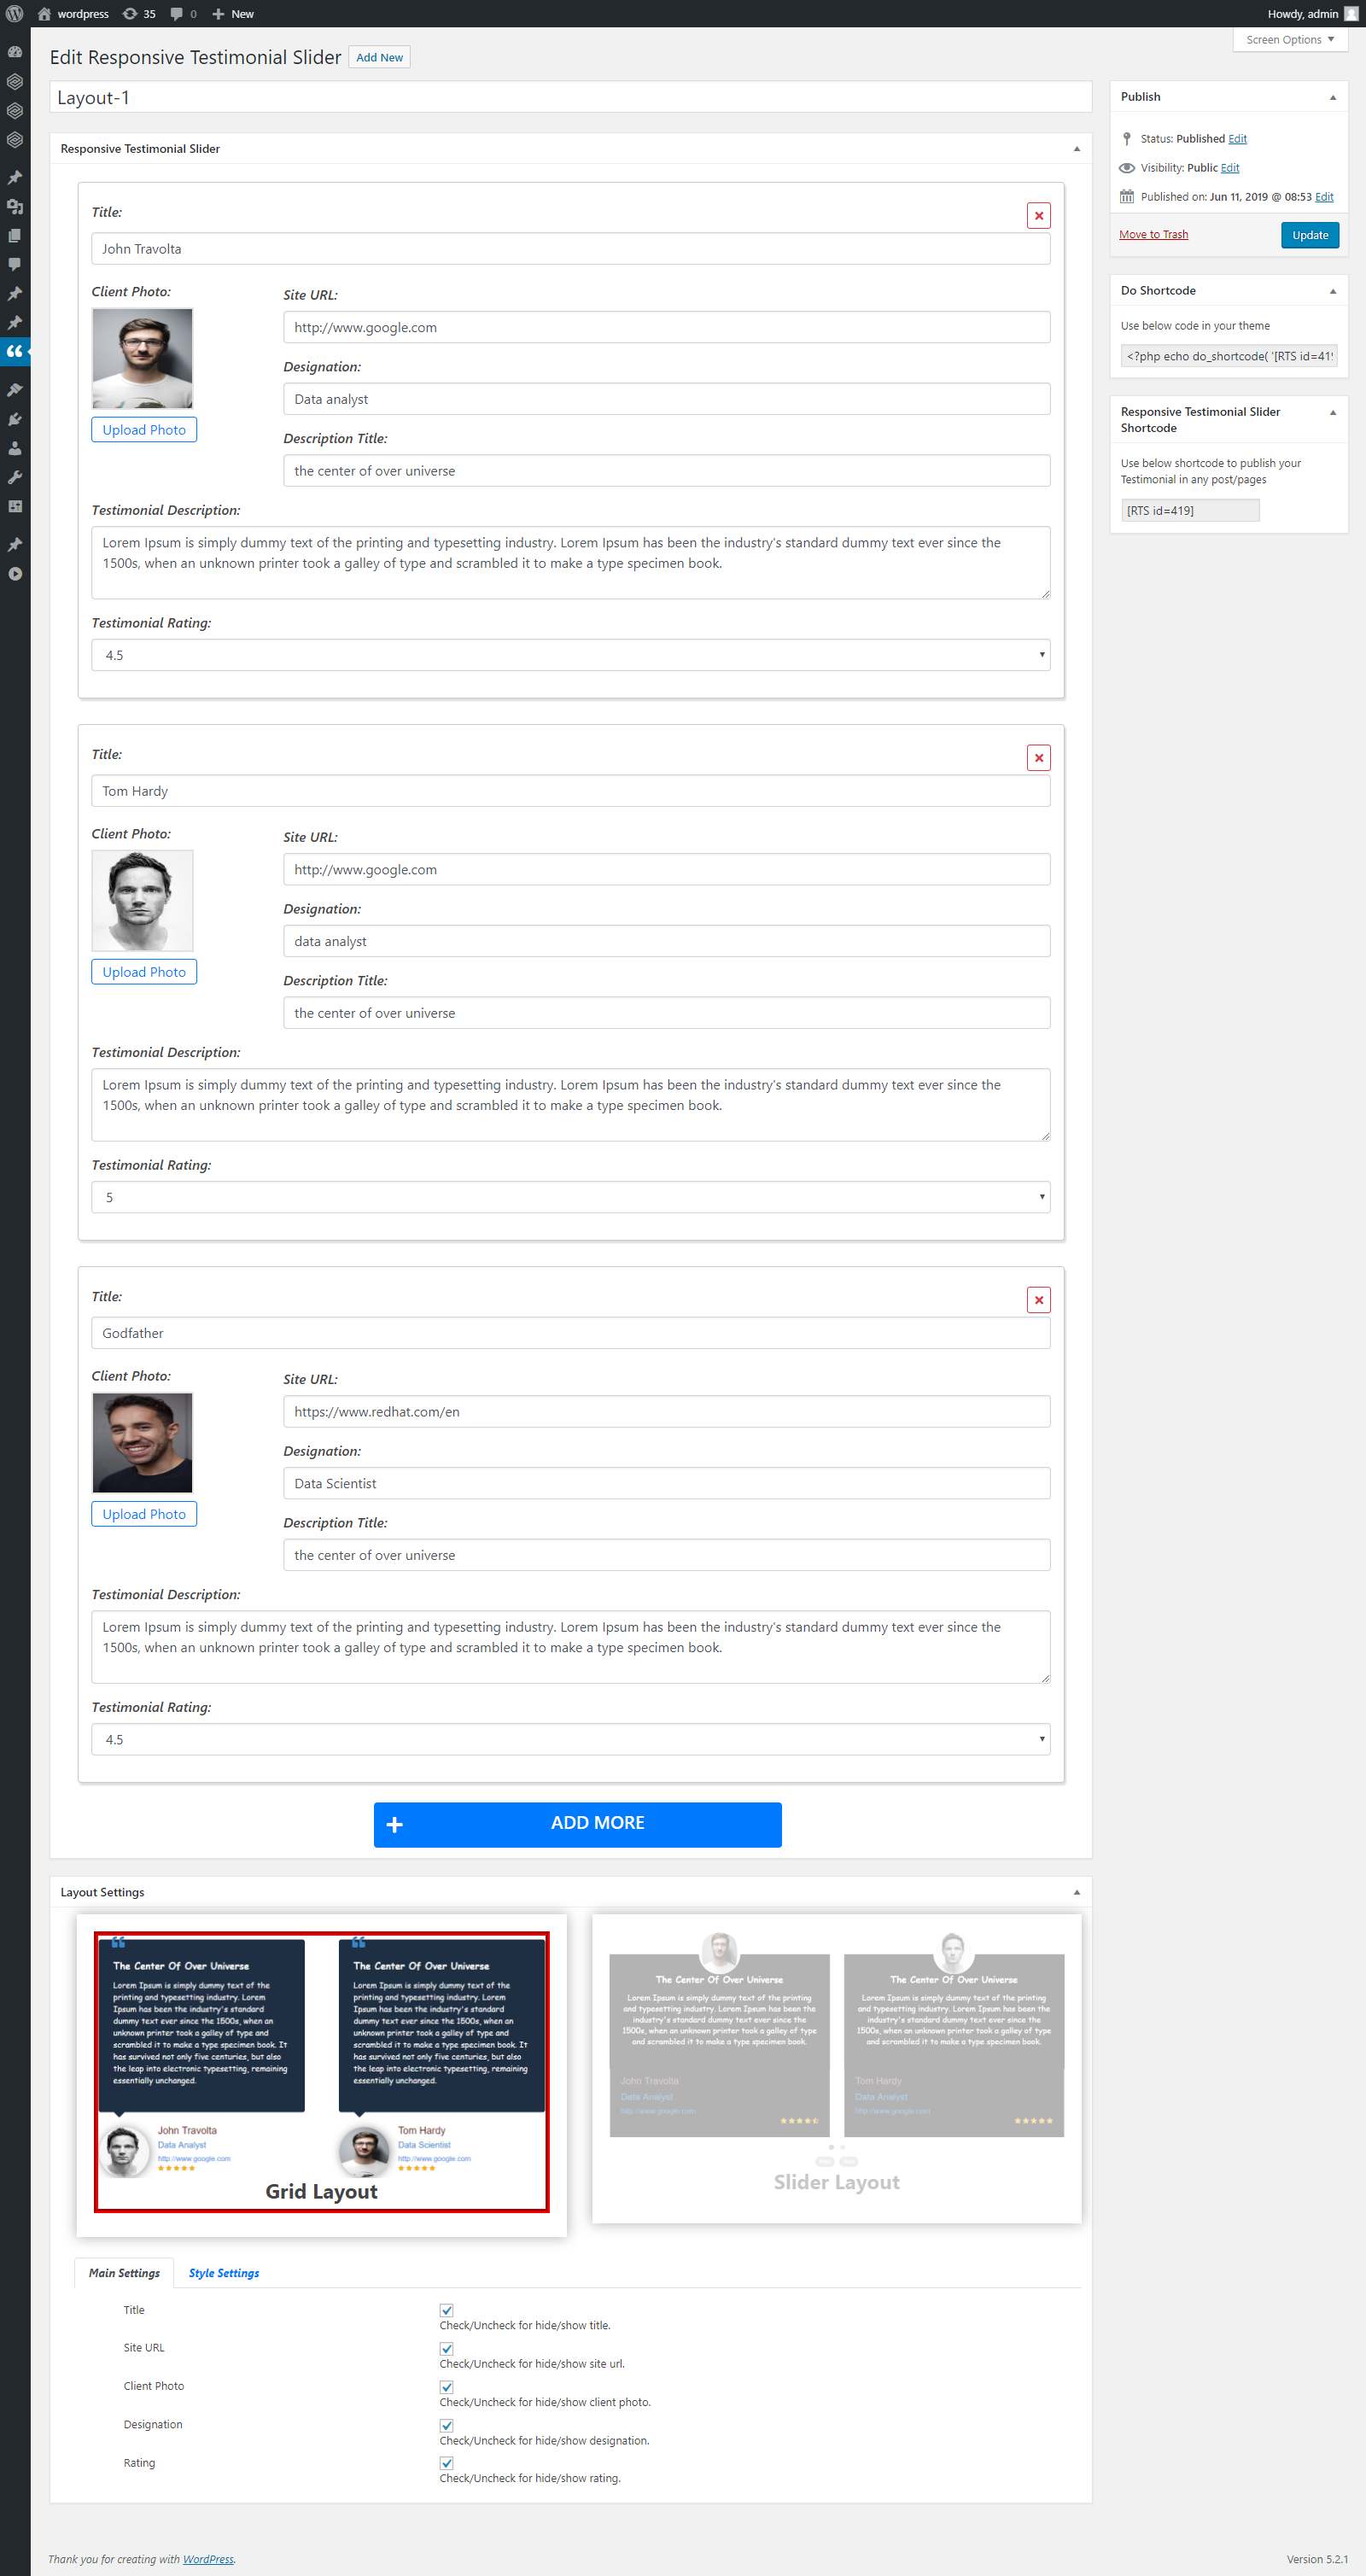 wordpress 35 0 New Howdy, admin
Screen Options
Edit Responsive Testimonial Slider Add New
Layout-1
Responsive Testimonial Slider
Title:
John Travolta
Client Photo:
Upload Photo
Site URL:
http://www.google.com
Designation:
Data analyst
Description Title:
the center of over universe
Testimonial Description:
Lorem Ipsum is simply dummy text of the printing and typesetting industry. Lorem Ipsum has been the industry's standard dummy text ever since the
1500s, when an unknown printer took a galley of type and scrambled it to make a type specimen book.
Testimonial Rating:
4.5
Title:
Tom Hardy
Client Photo:
Upload Photo
Site URL:
http://www.google.com
Designation:
data analyst
Description Title:
the center of over universe
Testimonial Description:
Lorem Ipsum is simply dummy text of the printing and typesetting industry. Lorem Ipsum has been the industry's standard dummy text ever since the
1500s, when an unknown printer took a galley of type and scrambled it to make a type specimen book.
Testimonial Rating:
5
Title:
Godfather
Client Photo:
Upload Photo
Site URL:
https://www.redhat.com/en
Designation:
Data Scientist
Description Title:
the center of over universe
Testimonial Description:
Lorem Ipsum is simply dummy text of the printing and typesetting industry. Lorem Ipsum has been the industry's standard dummy text ever since the
1500s, when an unknown printer took a galley of type and scrambled it to make a type specimen book.
Testimonial Rating:
4.5
ADD MORE
Publish
Status: Published Edit
Visibility: Public Edit
Published on: Jun 11, 2019 @ 08:53 Edit
Move to Trash Update
Do Shortcode
Use below code in your theme
<?php echo do_shortcode( '[RTS id=419
Responsive Testimonial Slider
Shortcode
Use below shortcode to publish your
Testimonial in any post/pages
[RTS id=419]
Layout Settings
The Center Of Over Universe
Lorem Ipsum is simply dummy text of the
printing and typesetting industry. Lorem
Ipsum has been the industry's standard
dummy text ever since the 1500s, when an
unknown printer took a galley of type and
scrambled it to make a type specimen book. It
has survived not only five centuries, but also
the leap into electronic typesetting, remaining
essentially unchanged.
John Travolta
Data Analyst
http://www.google.com
The Center Of Over Universe
Lorem Ipsum is simply dummy text of the
printing and typesetting industry. Lorem
Ipsum has been the industry's standard
dummy text ever since the 1500s, when an
unknown printer took a galley of type and
scrambled it to make a type specimen book. It
has survived not only five centuries, but also
the leap into electronic typesetting, remaining
essentially unchanged.
Tom Hardy
Data Scientist
http://www.google.com
Grid Layout
The Center Of Over Universe
Lorem Ipsum is simply dummy text of the printing
and typesetting industry. Lorem Ipsum has been the
industry's standard dummy text ever since the
1500s, when an unknown printer took a galley of type
and scrambled it to make a type specimen book.
John Travolta
Data Analyst
http://www.google.com
The Center Of Over Universe
Lorem Ipsum is simply dummy text of the printing
and typesetting industry. Lorem Ipsum has been the
industry's standard dummy text ever since the
1500s, when an unknown printer took a galley of type
and scrambled it to make a type specimen book.
Tom Hardy
Data Analyst
http://www.google.com
Slider Layout
Main Settings Style Settings
Title
Check/Uncheck for hide/show title.
Site URL
Check/Uncheck for hide/show site url.
Client Photo
Check/Uncheck for hide/show client photo.
Designation
Check/Uncheck for hide/show designation.
Rating
Check/Uncheck for hide/show rating.
Thank you for creating with WordPress. Version 5.2.1